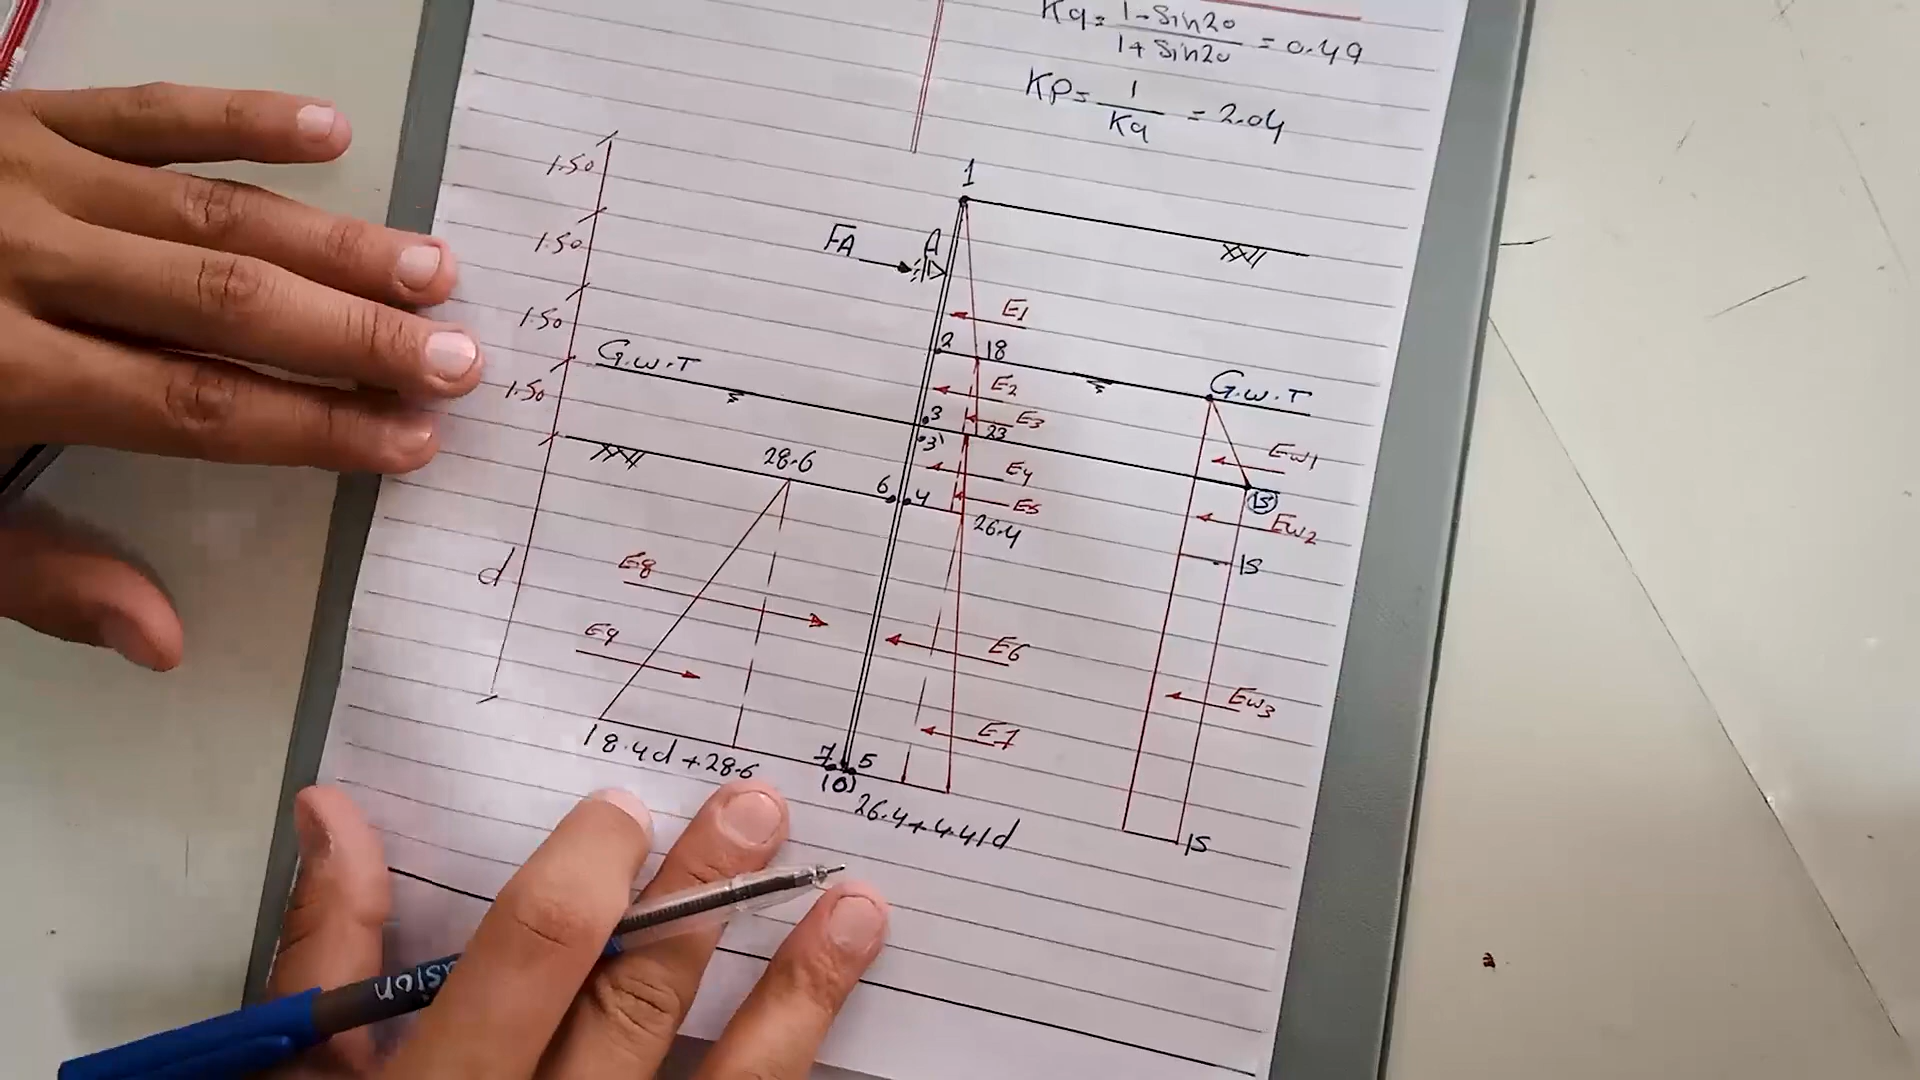 Ka = 1 - Sin20 / 1 + Sin20 = 0.49
KP = 1 / Ka = 2.04
1
1.50
FA
A
1.50
E1
1.50
2
18
G.W.T
G.W.T
E2
1.50
3
E3
3'
23
Ew1
28.6
E4
15
6
4
E5
Ew2
26.4
15
E8
d
E9
E6
Ew3
E7
18.4d + 28.6
7
5
(0)
26.4 + 4.41d
15